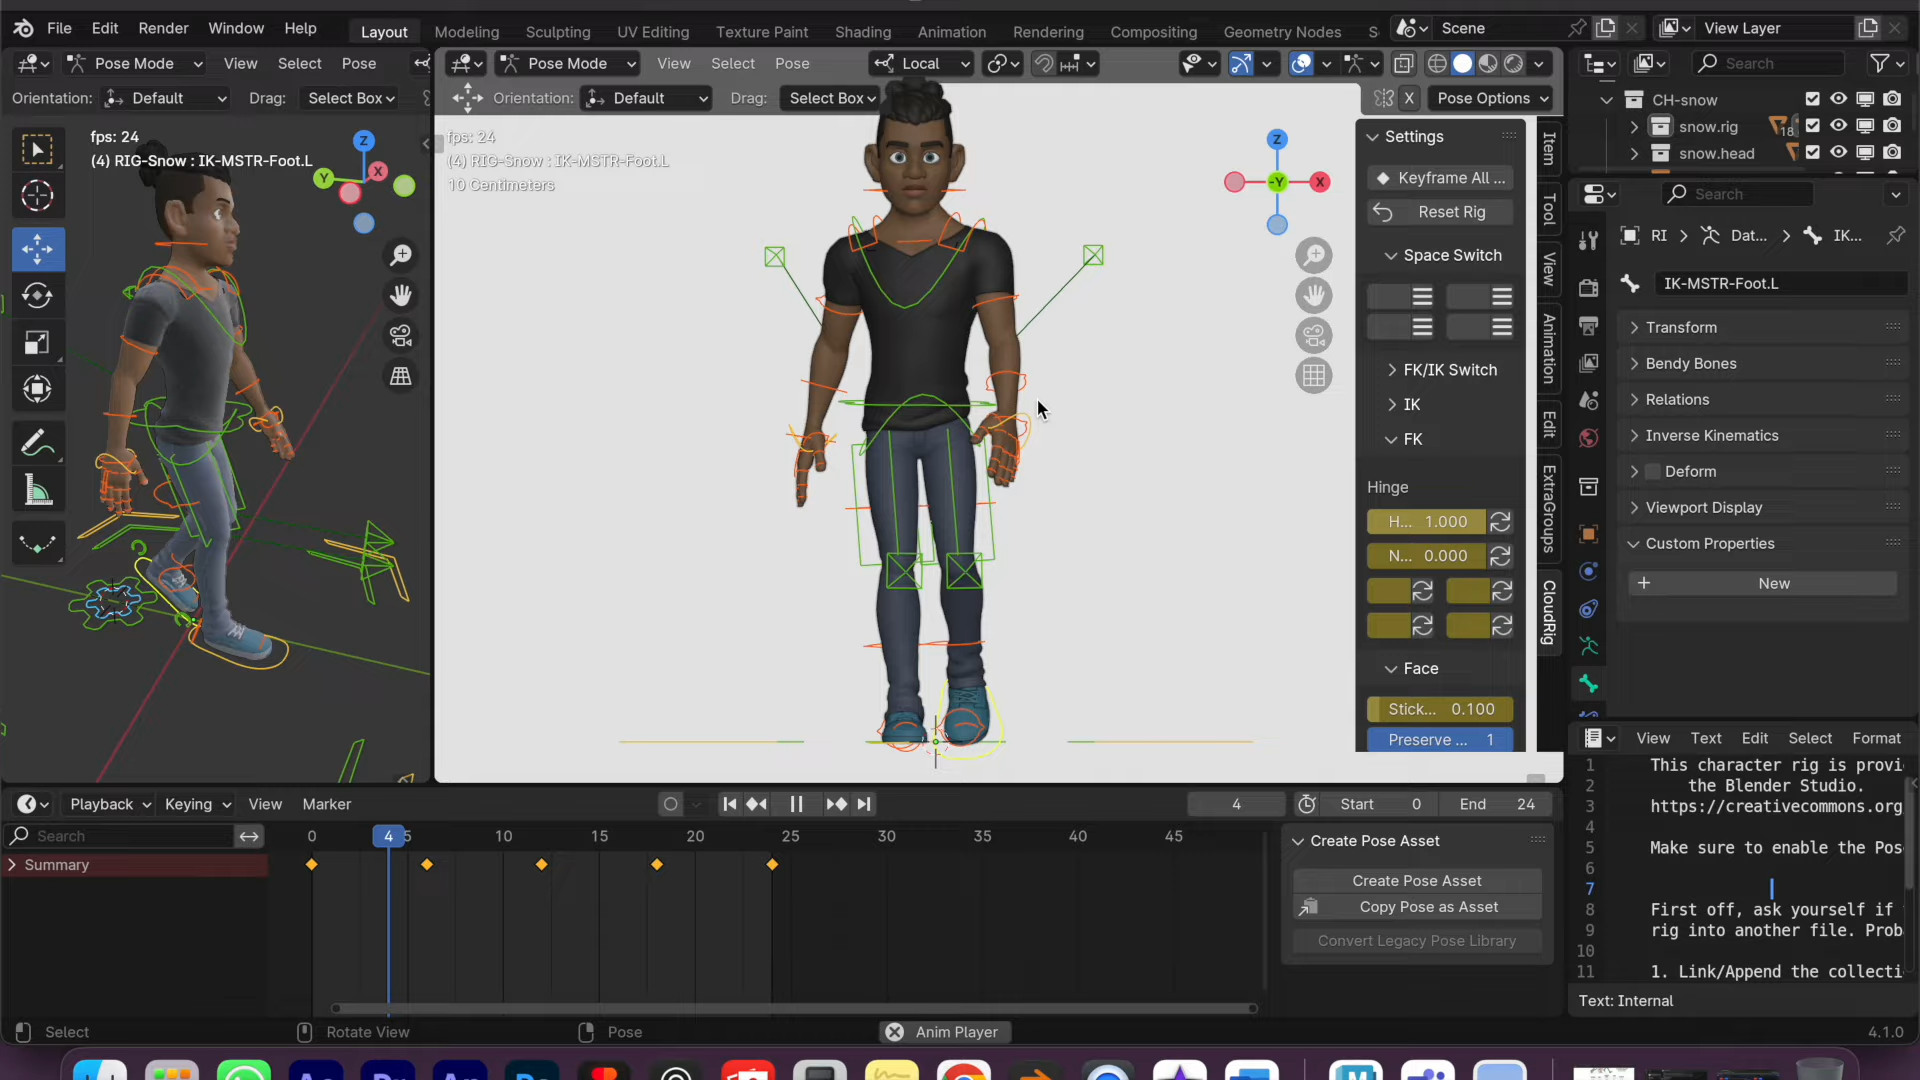 File Edit Render Window Help Layout Modeling Sculpting UV Editing Texture Paint Shading Animation Rendering Compositing Geometry Nodes S Scene View Layer
Pose Mode View Select Pose
Orientation: Default Drag: Select Box
fps: 24
(4) RIG-Snow : IK-MSTR-Foot.L
Z
X
Y
Pose Mode View Select Pose Local
Orientation: Default Drag: Select Box X Pose Options
fps: 24
(4) RIG-Snow : IK-MSTR-Foot.L
10 Centimeters
Z
-Y
X
Settings
Keyframe All ...
Reset Rig
Space Switch
FK/IK Switch
IK
FK
Hinge
H... 1.000
N... 0.000
Face
Stick... 0.100
Preserve ... 1
Item
Tool
View
Animation
Edit
ExtraGroups
CloudRig
Search
CH-snow
snow.rig 18
snow.head
Search
RI Dat... IK...
IK-MSTR-Foot.L
Transform
Bendy Bones
Relations
Inverse Kinematics
Deform
Viewport Display
Custom Properties
New
View Text Edit Select Format
1 This character rig is provi
2 the Blender Studio.
3 https://creativecommons.org
4
5 Make sure to enable the Pos
6
7
8 First off, ask yourself if
9 rig into another file. Prob
10
11 1. Link/Append the collecti
Text: Internal
Playback Keying View Marker 4 Start 0 End 24
Search 0 4 5 10 15 20 25 30 35 40 45
Summary
Create Pose Asset
Create Pose Asset
Copy Pose as Asset
Convert Legacy Pose Library
Select Rotate View Pose Anim Player 4.1.0